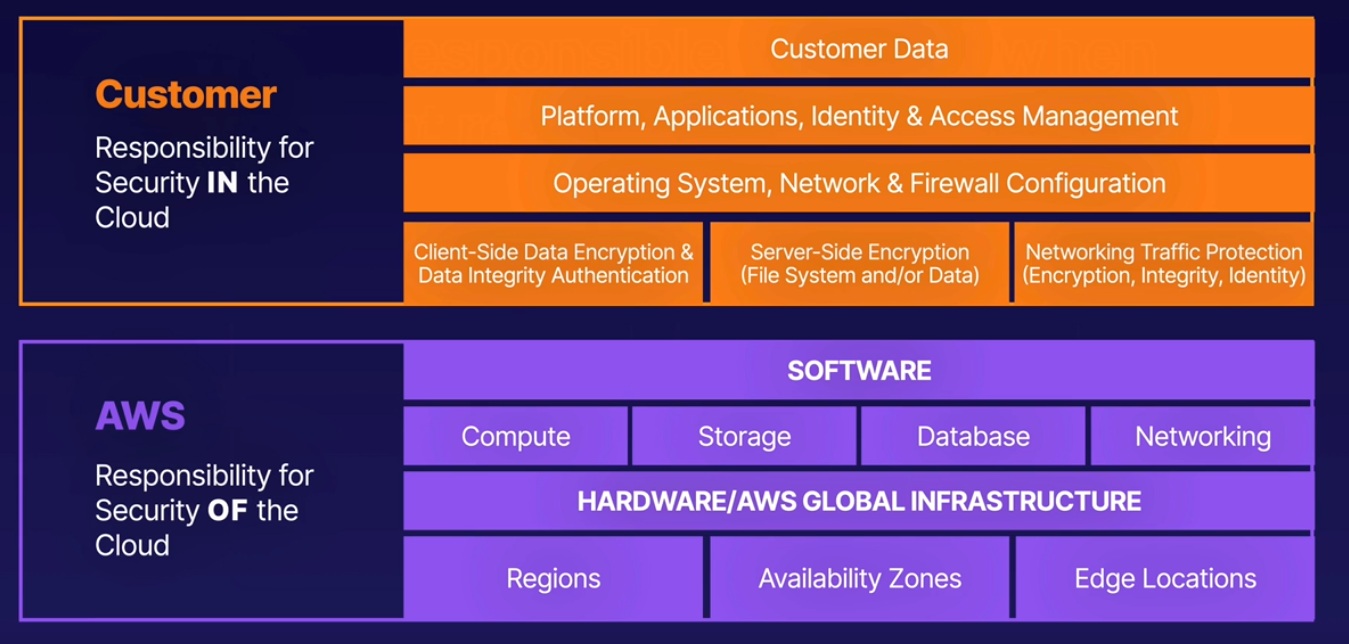 Customer
Responsibility for
Security IN the
Cloud
Customer Data
Platform, Applications, Identity & Access Management
Operating System, Network & Firewall Configuration
Client-Side Data Encryption &
Data Integrity Authentication
Server-Side Encryption
(File System and/or Data)
Networking Traffic Protection
(Encryption, Integrity, Identity)
AWS
Responsibility for
Security OF the
Cloud
SOFTWARE
Compute
Storage
Database
Networking
HARDWARE/AWS GLOBAL INFRASTRUCTURE
Regions
Availability Zones
Edge Locations